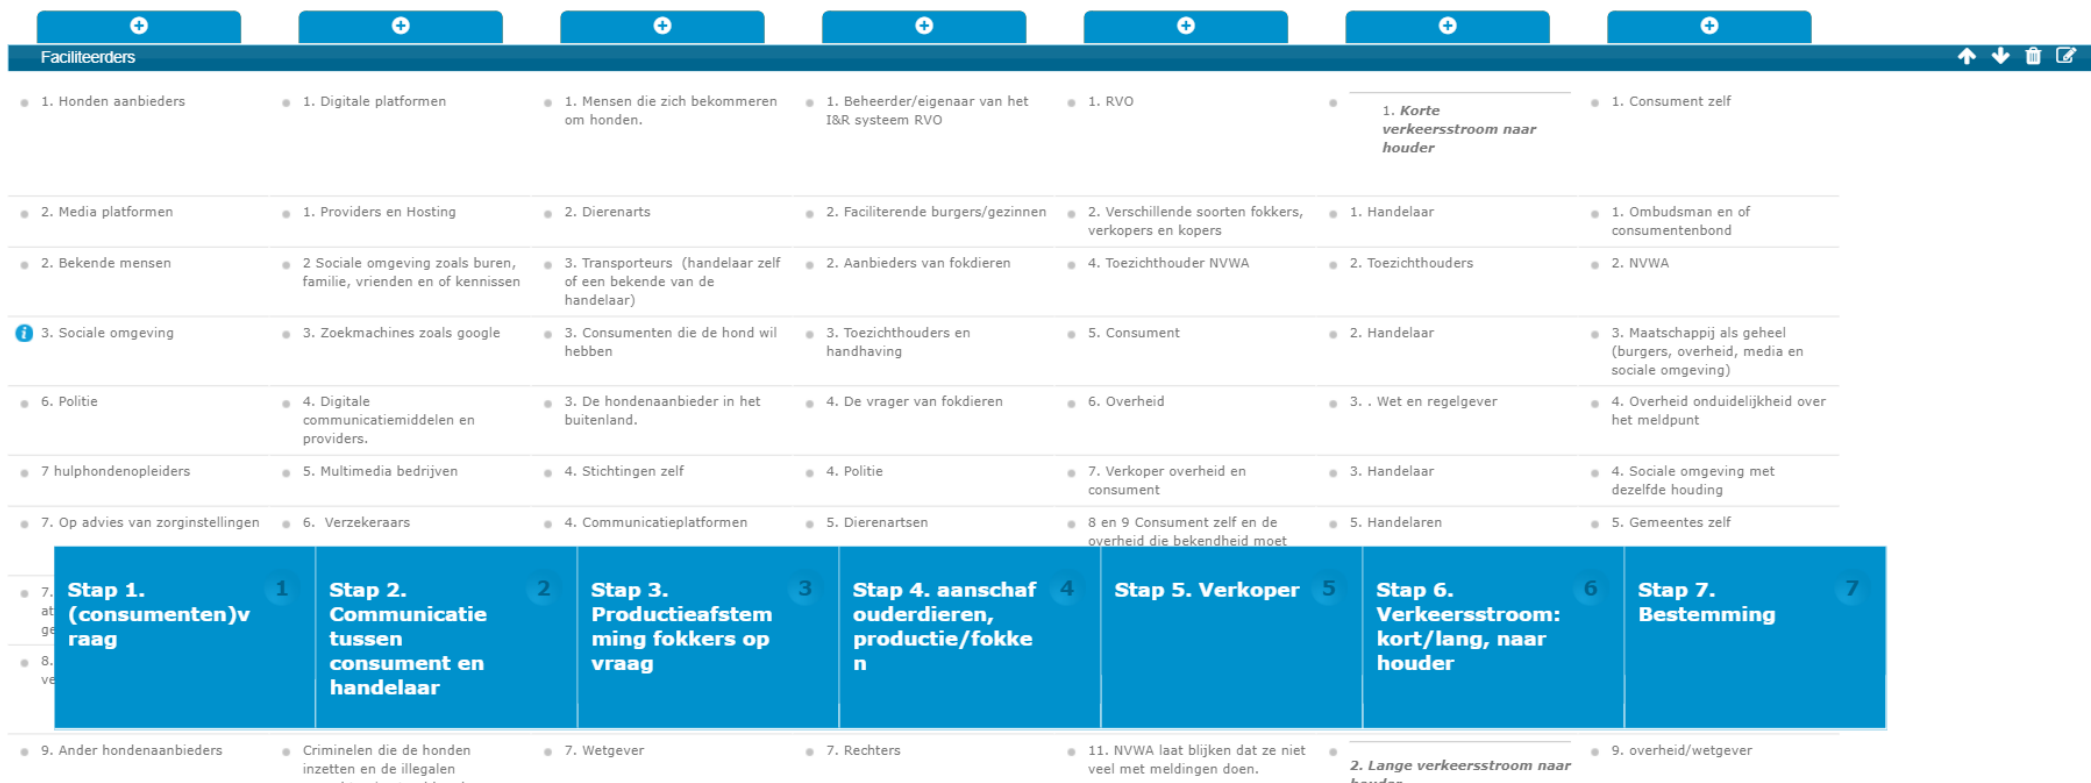 Faciliteerders
1. Honden aanbieders
1. Digitale platformen
1. Mensen die zich bekommeren
om honden.
1. Beheerder/eigenaar van het
I&R systeem RVO
1. RVO
1. Korte
verkeersstroom naar
houder
1. Consument zelf
2. Media platformen
1. Providers en Hosting
2. Dierenarts
2. Faciliterende burgers/gezinnen
2. Verschillende soorten fokkers,
verkopers en kopers
1. Handelaar
1. Ombudsman en of
consumentenbond
2. Bekende mensen
2 Sociale omgeving zoals buren,
familie, vrienden en of kennissen
3. Transporteurs (handelaar zelf
of een bekende van de
handelaar)
2. Aanbieders van fokdieren
4. Toezichthouder NVWA
2. Toezichthouders
2. NVWA
3. Sociale omgeving
3. Zoekmachines zoals google
3. Consumenten die de hond wil
hebben
3. Toezichthouders en
handhaving
5. Consument
2. Handelaar
3. Maatschappij als geheel
(burgers, overheid, media en
sociale omgeving)
6. Politie
4. Digitale
communicatiemiddelen en
providers.
3. De hondenaanbieder in het
buitenland.
4. De vrager van fokdieren
6. Overheid
3. . Wet en regelgever
4. Overheid onduidelijkheid over
het meldpunt
7 hulphondenopleiders
5. Multimedia bedrijven
4. Stichtingen zelf
4. Politie
7. Verkoper overheid en
consument
3. Handelaar
4. Sociale omgeving met
dezelfde houding
7. Op advies van zorginstellingen
6. Verzekeraars
4. Communicatieplatformen
5. Dierenartsen
8 en 9 Consument zelf en de
overheid die bekendheid moet
5. Handelaren
5. Gemeentes zelf
7.
at
ge
8.
ve
Stap 1.
(consumenten)v
raag
1
Stap 2.
Communicatie
tussen
consument en
handelaar
2
Stap 3.
Productieafstem
ming fokkers op
vraag
3
Stap 4. aanschaf
ouderdieren,
productie/fokke
n
4
Stap 5. Verkoper
5
Stap 6.
Verkeersstroom:
kort/lang, naar
houder
6
Stap 7.
Bestemming
7
9. Ander hondenaanbieders
Criminelen die de honden
inzetten en de illegalen
7. Wetgever
7. Rechters
11. NVWA laat blijken dat ze niet
veel met meldingen doen.
2. Lange verkeersstroom naar
houder
9. overheid/wetgever